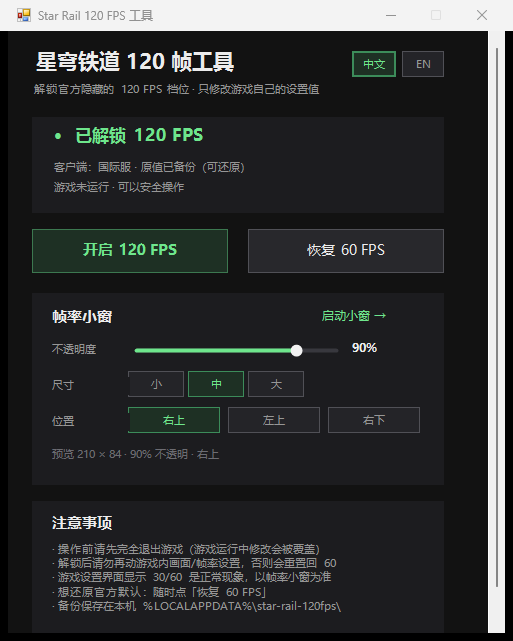 Star Rail 120 FPS 工具
星穹铁道 120 帧工具
中文
EN
解锁官方隐藏的 120 FPS 档位 · 只修改游戏自己的设置值
• 已解锁 120 FPS
客户端：国际服 · 原值已备份（可还原）
游戏未运行 · 可以安全操作
开启 120 FPS
恢复 60 FPS
帧率小窗
启动小窗 →
不透明度
90%
尺寸
小
中
大
位置
右上
左上
右下
预览 210 × 84 · 90% 不透明 · 右上
注意事项
· 操作前请先完全退出游戏（游戏运行中修改会被覆盖）
· 解锁后请勿再动游戏内画面/帧率设置，否则会重置回 60
· 游戏设置界面显示 30/60 是正常现象，以帧率小窗为准
· 想还原官方默认：随时点「恢复 60 FPS」
· 备份保存在本机 %LOCALAPPDATA%\star-rail-120fps\